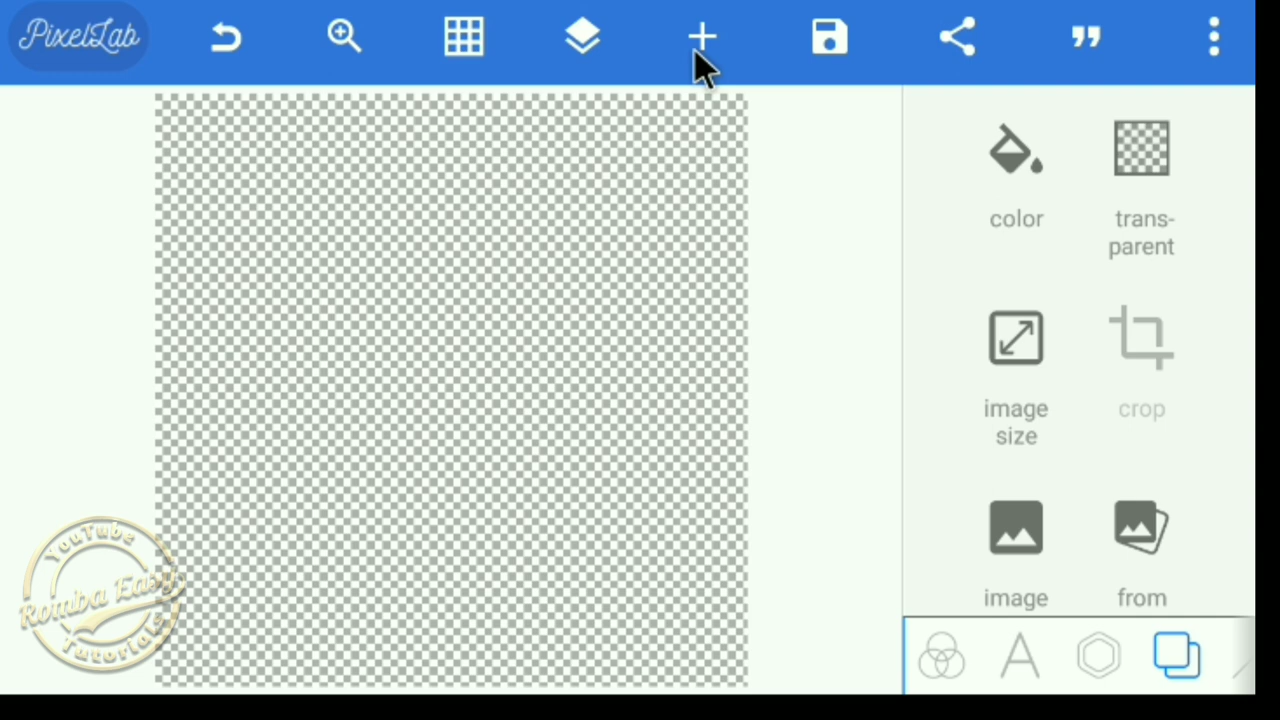 PixelLab
color
trans-
parent
image
size
crop
image
from
YouTube
Romba Easy
Tutorials